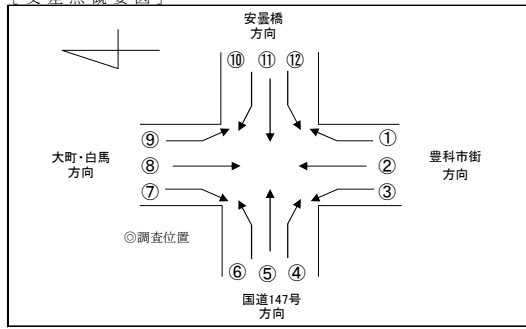 [交差点概要図]
安曇橋
方向
⑩ ⑪ ⑫
⑨ ①
大町・白馬
方向
⑧ ②
豊科市街
方向
⑦ ③
◎調査位置
⑥ ⑤ ④
国道147号
方向